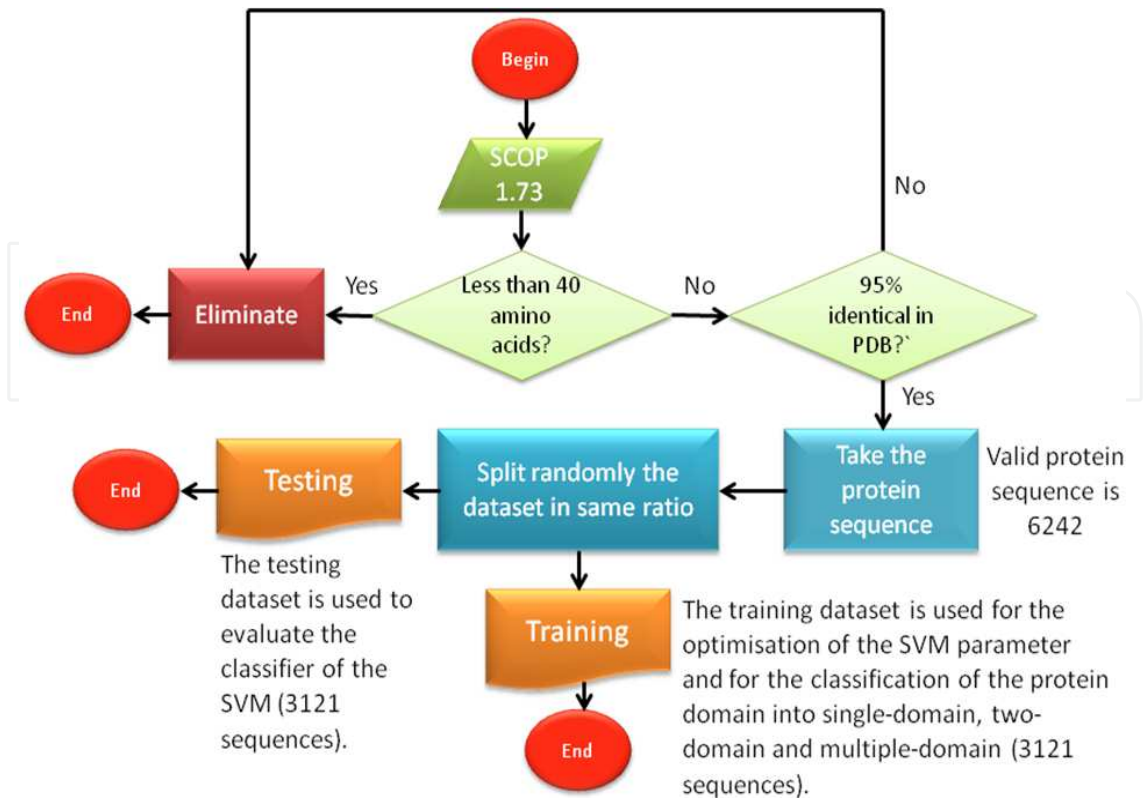 Begin
SCOP
1.73
No
Less than 40
amino
acids?
Yes
No
95%
identical in
PDB?`
Eliminate
End
Yes
Take the
protein
sequence
Valid protein
sequence is
6242
Split randomly the
dataset in same ratio
Testing
End
The testing
dataset is used to
evaluate the
classifier of the
SVM (3121
sequences).
Training
The training dataset is used for the
optimisation of the SVM parameter
and for the classification of the protein
domain into single-domain, two-
domain and multiple-domain (3121
sequences).
End